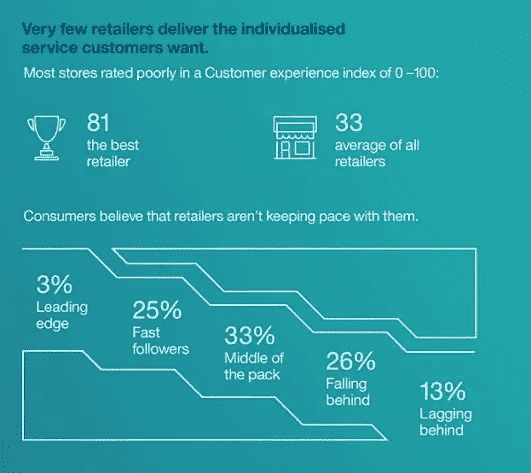 Very few retailers deliver the individualised
service customers want.
Most stores rated poorly in a Customer experience index of 0 –100:
81
the best
retailer
33
average of all
retailers
Consumers believe that retailers aren't keeping pace with them.
3%
Leading
edge
25%
Fast
followers
33%
Middle of
the pack
26%
Falling
behind
13%
Lagging
behind